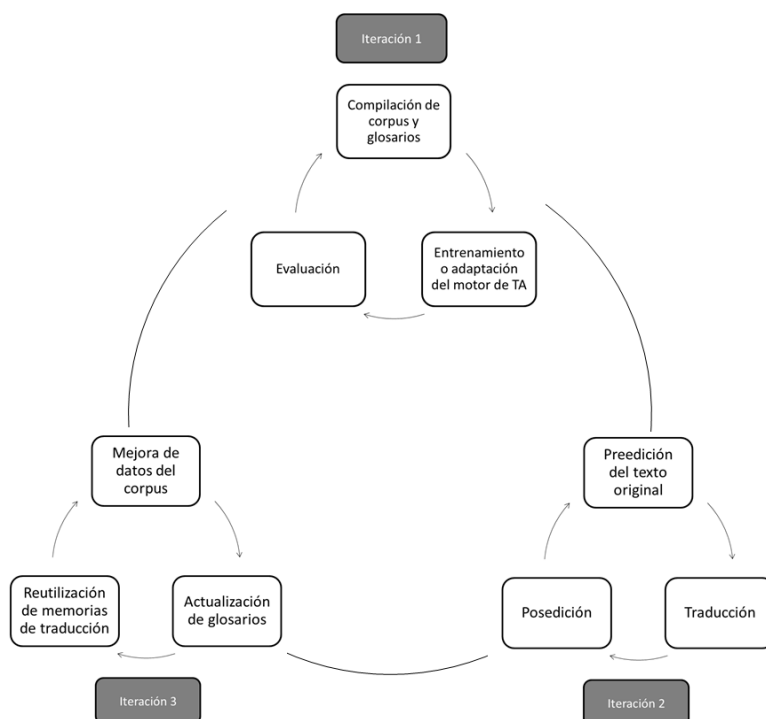 Iteración 1
Compilación de
corpus y
glosarios
Evaluación
Entrenamiento
o adaptación
del motor de TA
Mejora de
datos del
corpus
Preedición
del texto
original
Reutilización
de memorias
de traducción
Actualización
de glosarios
Posedición
Traducción
Iteración 3
Iteración 2